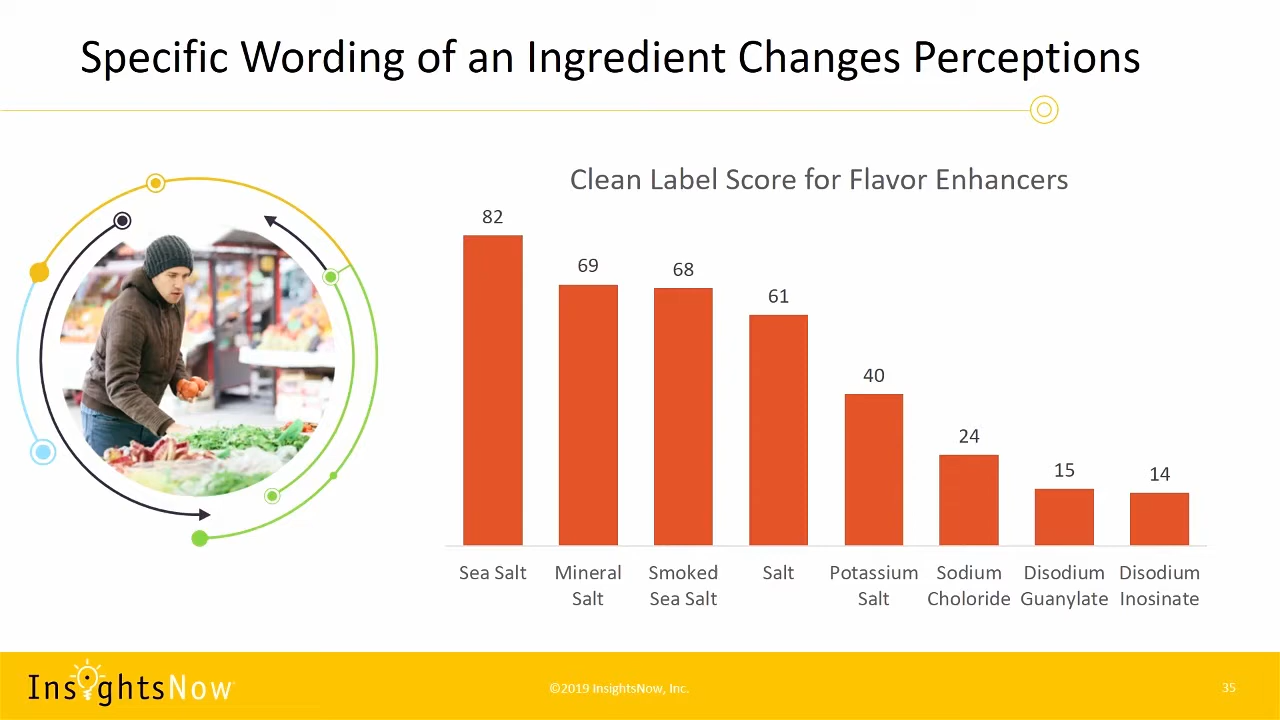 Specific Wording of an Ingredient Changes Perceptions
Clean Label Score for Flavor Enhancers
82
69
68
61
40
24
15
14
Sea Salt
Mineral
Salt
Smoked
Sea Salt
Salt
Potassium
Salt
Sodium
Choloride
Disodium
Guanylate
Disodium
Inosinate
InsightsNow
©2019 InsightsNow, Inc.
35